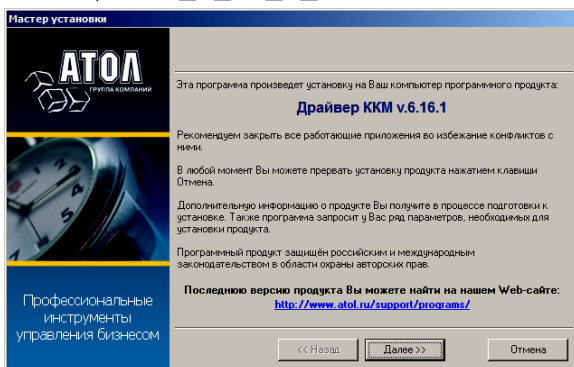 Мастер установки
АТОЛ
ГРУППА КОМПАНИЙ
Эта программа произведет установку на Ваш компьютер программного продукта:
Драйвер ККМ v.6.16.1
Рекомендуем закрыть все работающие приложения во избежание конфликтов с
ними.
В любой момент Вы можете прервать установку продукта нажатием клавиши
Отмена.
Дополнительную информацию о продукте Вы получите в процессе подготовки к
установке. Также программа запросит у Вас ряд параметров, необходимых для
установки продукта.
Программный продукт защищён российским и международным
законодательством в области охраны авторских прав.
Последнюю версию продукта Вы можете найти на нашем Web-сайте:
http://www.atol.ru/support/programs/
Профессиональные
инструменты
управления бизнесом
<< Назад
Далее >>
Отмена